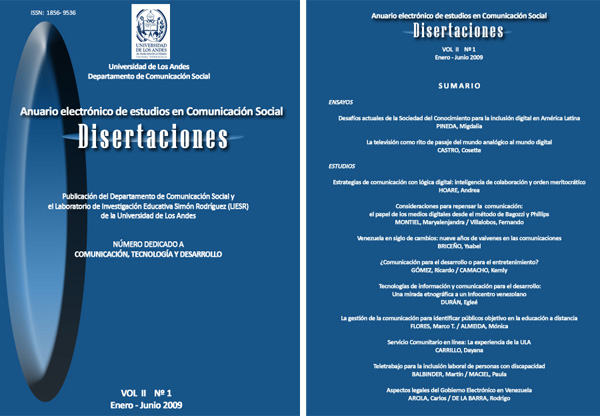 ISSN: 1856- 9536
UNIVERSIDAD
DE LOS ANDES
Universidad de Los Andes
Departamento de Comunicación Social
Anuario electrónico de estudios en Comunicación Social
Disertaciones
Publicación del Departamento de Comunicación Social y
el Laboratorio de Investigación Educativa Simón Rodríguez (LIESR)
de la Universidad de Los Andes
NÚMERO DEDICADO A
COMUNICACIÓN, TECNOLOGÍA Y DESARROLLO
VOL II Nº 1
Enero - Junio 2009
Anuario electrónico de estudios en Comunicación Social
Disertaciones
VOL II Nº 1
Enero - Junio 2009
SUMARIO
ENSAYOS
Desafíos actuales de la Sociedad del Conocimiento para la inclusión digital en América Latina
PINEDA, Migdalia
La televisión como rito de pasaje del mundo analógico al mundo digital
CASTRO, Cosette
ESTUDIOS
Estrategias de comunicación con lógica digital: inteligencia de colaboración y orden meritocrático
HOARE, Andrea
Consideraciones para repensar la comunicación:
el papel de los medios digitales desde el método de Bagozzi y Phillips
MONTIEL, Maryalenjandra / Villalobos, Fernando
Venezuela en siglo de cambios: nueve años de vaivenes en las comunicaciones
BRICEÑO, Ysabel
¿Comunicación para el desarrollo o para el entretenimiento?
GÓMEZ, Ricardo / CAMACHO, Kemly
Tecnologías de información y comunicación para el desarrollo:
Una mirada etnográfica a un Infocentro venezolano
DURÁN, Egleé
La gestión de la comunicación para identificar públicos objetivo en la educación a distancia
FLORES, Marco T. / ALMEIDA, Mónica
Servicio Comunitario en línea: La experiencia de la ULA
CARRILLO, Dayana
Teletrabajo para la inclusión laboral de personas con discapacidad
BALBINDER, Martín / MACIEL, Paula
Aspectos legales del Gobierno Electrónico en Venezuela
ARCILA, Carlos / DE LA BARRA, Rodrigo